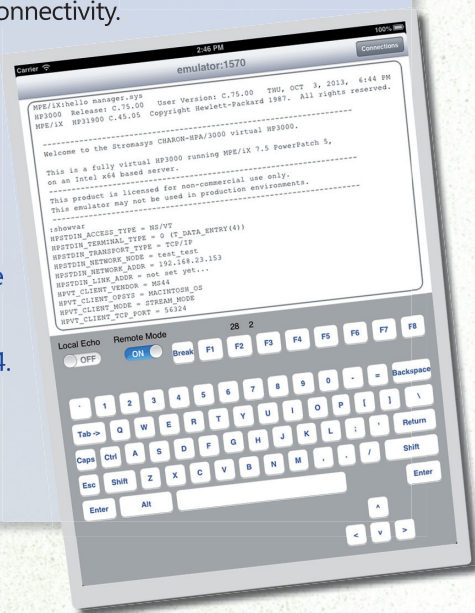 onnectivity.
Carrier 2:46 PM 100%
emulator:1570 Connections
MPE/iX:hello manager.sys
HP3000 Release: C.75.00 User Version: C.75.00 THU, OCT 3, 2013, 6:44 PM
MPE/iX HP31900 C.45.05 Copyright Hewlett-Packard 1987. All rights reserved.
--------------------------------------------------
Welcome to the Stromasys CHARON-HPA/3000 virtual HP3000.
This is a fully virtual HP3000 running MPE/iX 7.5 PowerPatch 5,
on an Intel x64 based server.
--------------------------------------------------
This product is licensed for non-commercial use only.
This emulator may not be used in production environments.
--------------------------------------------------
:showvar
HPSTDIN_ACCESS_TYPE = NS/VT
HPSTDIN_TERMINAL_TYPE = 0 (T_DATA_ENTRY(4))
HPSTDIN_TRANSPORT_TYPE = TCP/IP
HPSTDIN_NETWORK_NODE = test_test
HPSTDIN_NETWORK_ADDR = 192.168.23.153
HPSTDIN_LINK_ADDR = not set yet...
HPVT_CLIENT_VENDOR = MS44
HPVT_CLIENT_OPSYS = MACINTOSH_OS
HPVT_CLIENT_MODE = STREAM_MODE
HPVT_CLIENT_TCP_PORT = 56324
e
4.
28 2
Local Echo OFF Remote Mode ON Break F1 F2 F3 F4 F5 F6 F7 F8
` 1 2 3 4 5 6 7 8 9 0 - = Backspace
Tab -> Q W E R T Y U I O P [ ] \
Caps Ctrl A S D F G H J K L ; ' Return
Esc Shift Z X C V B N M , . / Shift
Enter Alt Enter
^
< v >